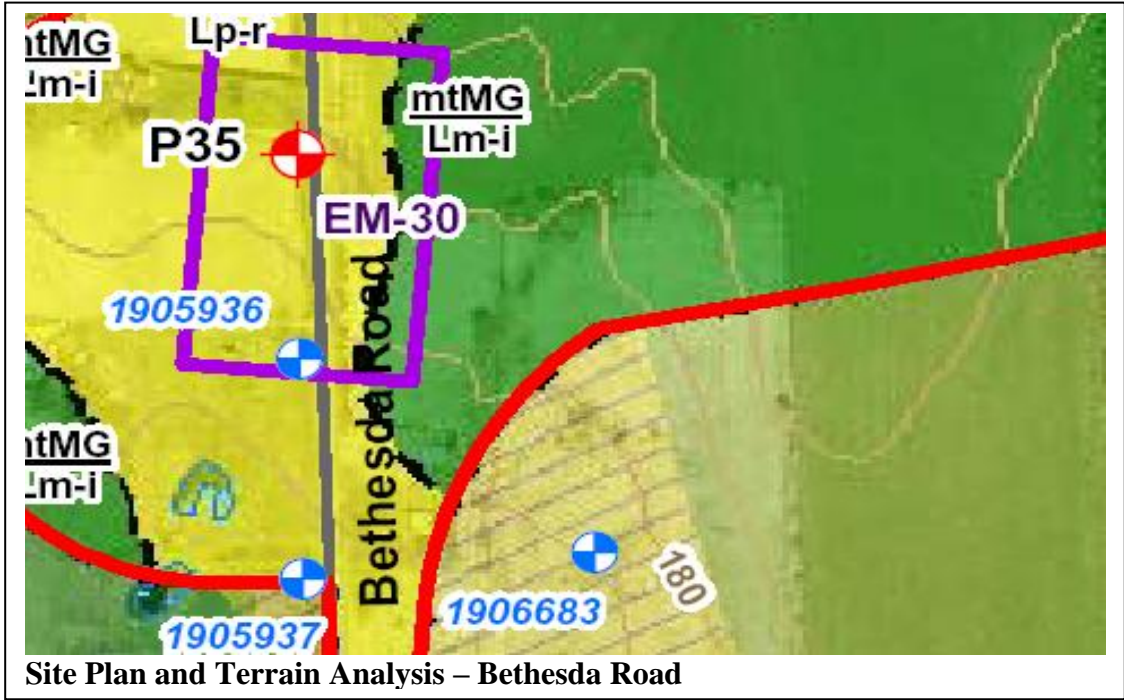 Lp-r
mtMG
Lm-i
mtMG
Lm-i
P35
EM-30
1905936
Bethesda Road
mtMG
Lm-i
180
1906683
1905937
Site Plan and Terrain Analysis – Bethesda Road